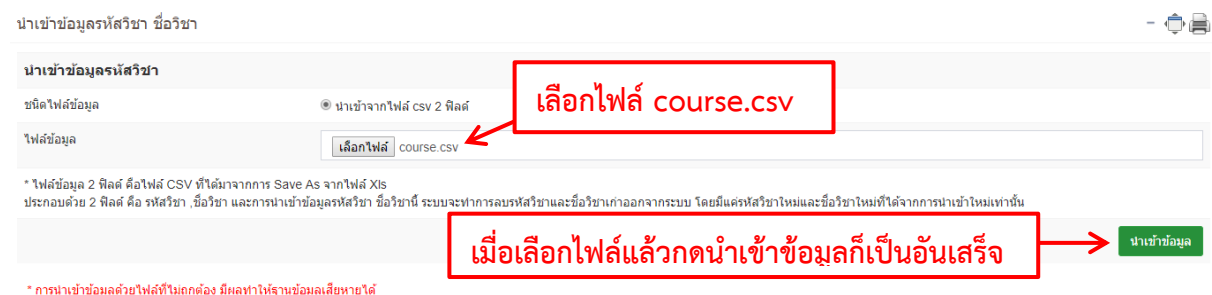 นำเข้าข้อมูลรหัสวิชา ชื่อวิชา
นำเข้าข้อมูลรหัสวิชา
ชนิดไฟล์ข้อมูล
นำเข้าจากไฟล์ csv 2 ฟิลด์
เลือกไฟล์ course.csv
ไฟล์ข้อมูล
เลือกไฟล์ course.csv
* ไฟล์ข้อมูล 2 ฟิลด์ คือไฟล์ CSV ที่ได้มาจากการ Save As จากไฟล์ Xls
ประกอบด้วย 2 ฟิลด์ คือ รหัสวิชา ,ชื่อวิชา และการนำเข้าข้อมูลรหัสวิชา ชื่อวิชานี้ ระบบจะทำการลบรหัสวิชาและชื่อวิชาเก่าออกจากระบบ โดยมีแค่รหัสวิชาใหม่และชื่อวิชาใหม่ที่ได้จากการนำเข้าใหม่เท่านั้น
เมื่อเลือกไฟล์แล้วกดนำเข้าข้อมูลก็เป็นอันเสร็จ
นำเข้าข้อมูล
* การนำเข้าข้อมูลด้วยไฟล์ที่ไม่ถูกต้อง มีผลทำให้ฐานข้อมูลเสียหายได้